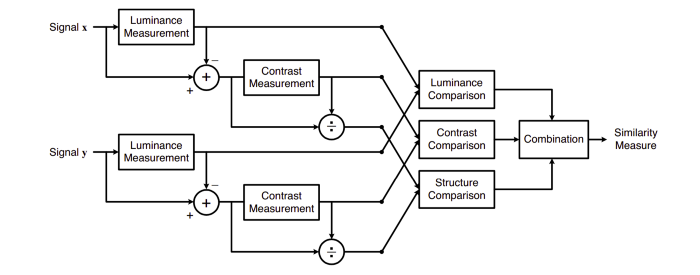 Signal x
Luminance
Measurement
−
+
+
Contrast
Measurement
÷
Luminance
Comparison
Contrast
Comparison
Combination
Similarity
Measure
Signal y
Luminance
Measurement
−
+
+
Contrast
Measurement
÷
Structure
Comparison